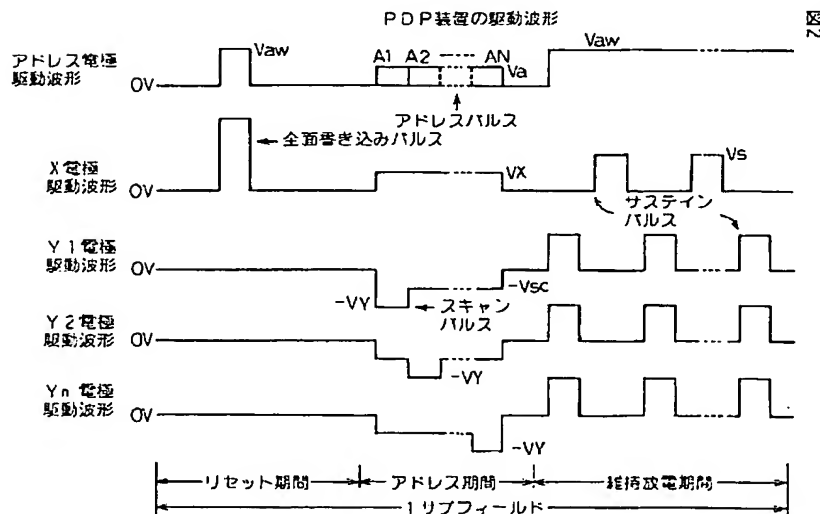 PDP装置の駆動波形
図2
アドレス電極
駆動波形
0V
Vaw
A1 A2 AN
Va
Vaw
アドレスパルス
全面書き込みパルス
X電極
駆動波形
0V
VX
Vs
サステイン
パルス
Y1電極
駆動波形
0V
-VY
-Vsc
スキャン
パルス
Y2電極
駆動波形
0V
-VY
Yn電極
駆動波形
0V
-VY
リセット期間
アドレス期間
維持放電期間
1サブフィールド